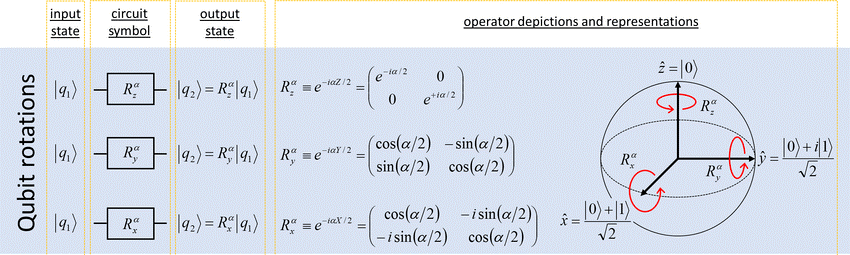 input state
circuit symbol
output state
operator depictions and representations
Qubit rotations
|q₁⟩ R_z^α |q₂⟩ = R_z^α|q₁⟩ R_z^α ≡ e^{-iαZ/2} = ( e^{-iα/2} 0
0 e^{+iα/2} )
|q₁⟩ R_y^α |q₂⟩ = R_y^α|q₁⟩ R_y^α ≡ e^{-iαY/2} = ( cos(α/2) -sin(α/2)
sin(α/2) cos(α/2) )
|q₁⟩ R_x^α |q₂⟩ = R_x^α|q₁⟩ R_x^α ≡ e^{-iαX/2} = ( cos(α/2) -i sin(α/2)
-i sin(α/2) cos(α/2) )
ẑ = |0⟩
R_z^α
R_x^α
R_y^α
ŷ = (|0⟩ + i|1⟩)/√2
x̂ = (|0⟩ + |1⟩)/√2